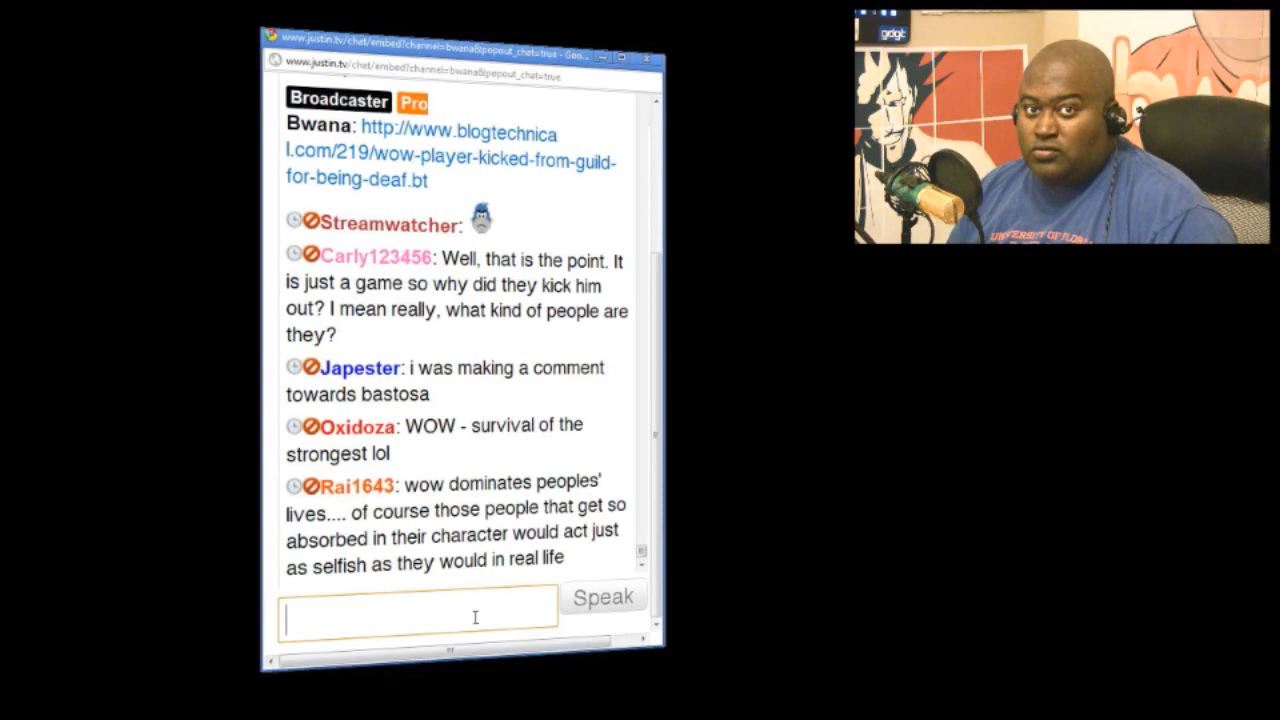 www.justin.tv/chat/embed?channel=bwana&popout_chat=true - Goo...
www.justin.tv/chat/embed?channel=bwana&popout_chat=true
Broadcaster Pro
Bwana: http://www.blogtechnica
l.com/219/wow-player-kicked-from-guild-
for-being-deaf.bt
Streamwatcher:
Carly123456: Well, that is the point. It
is just a game so why did they kick him
out? I mean really, what kind of people are
they?
Japester: i was making a comment
towards bastosa
Oxidoza: WOW - survival of the
strongest lol
Rai1643: wow dominates peoples'
lives.... of course those people that get so
absorbed in their character would act just
as selfish as they would in real life
Speak
gdgt
UNIVERSITY OF FLORIDA